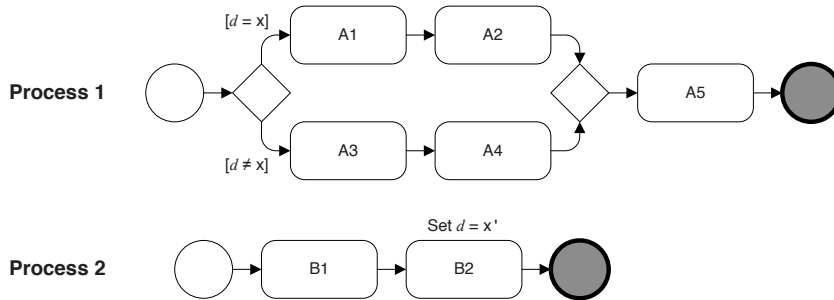 [d = x]
A1
A2
Process 1
A5
A3
A4
[d ≠ x]
Set d = x'
Process 2
B1
B2